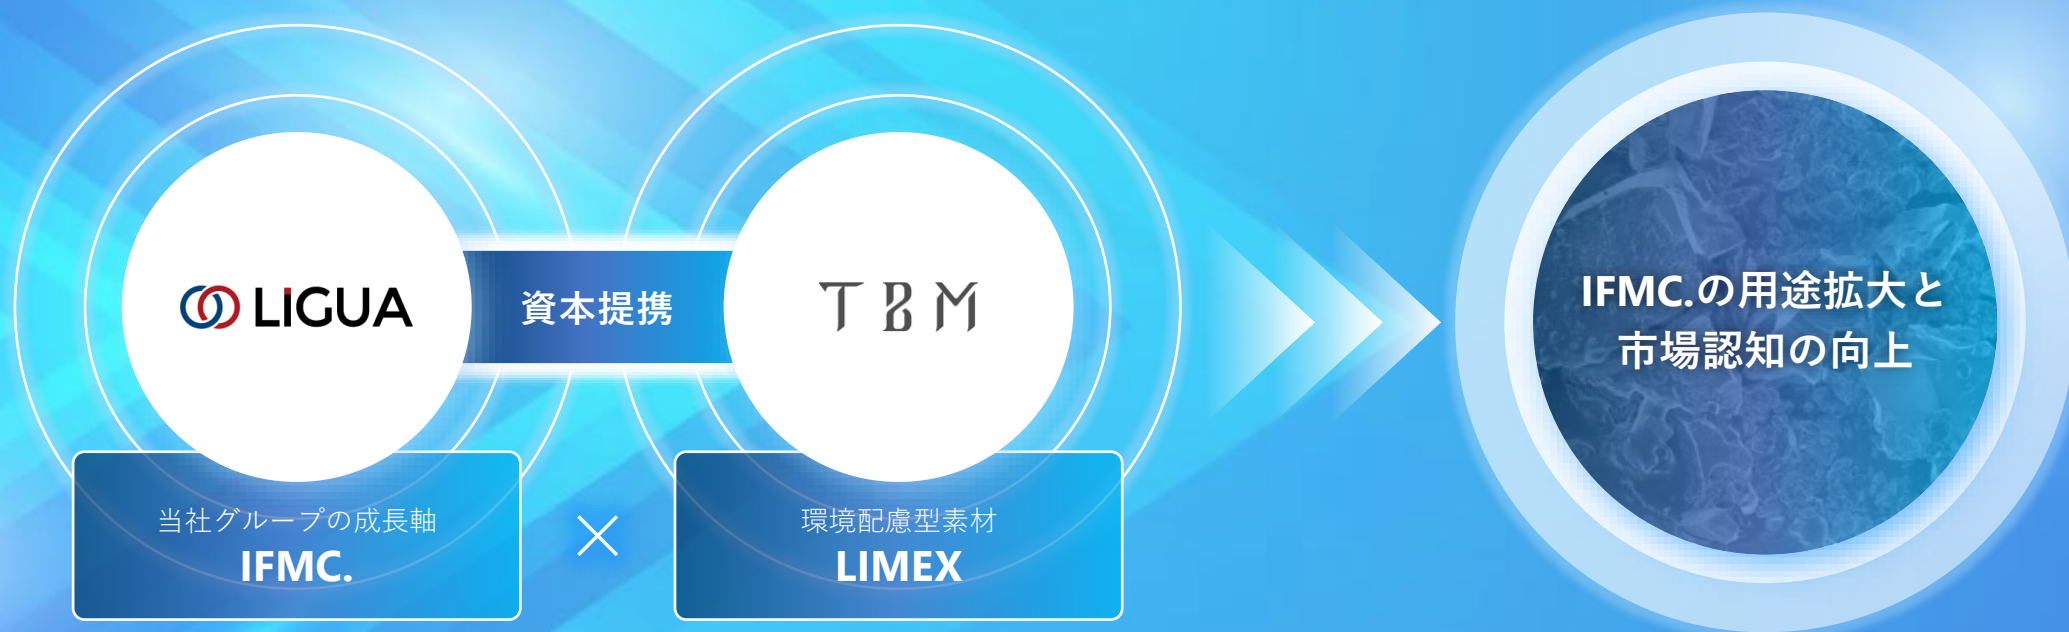 LIGUA
資本提携
TBM
IFMC.の用途拡大と
市場認知の向上
当社グループの成長軸
IFMC.
×
環境配慮型素材
LIMEX